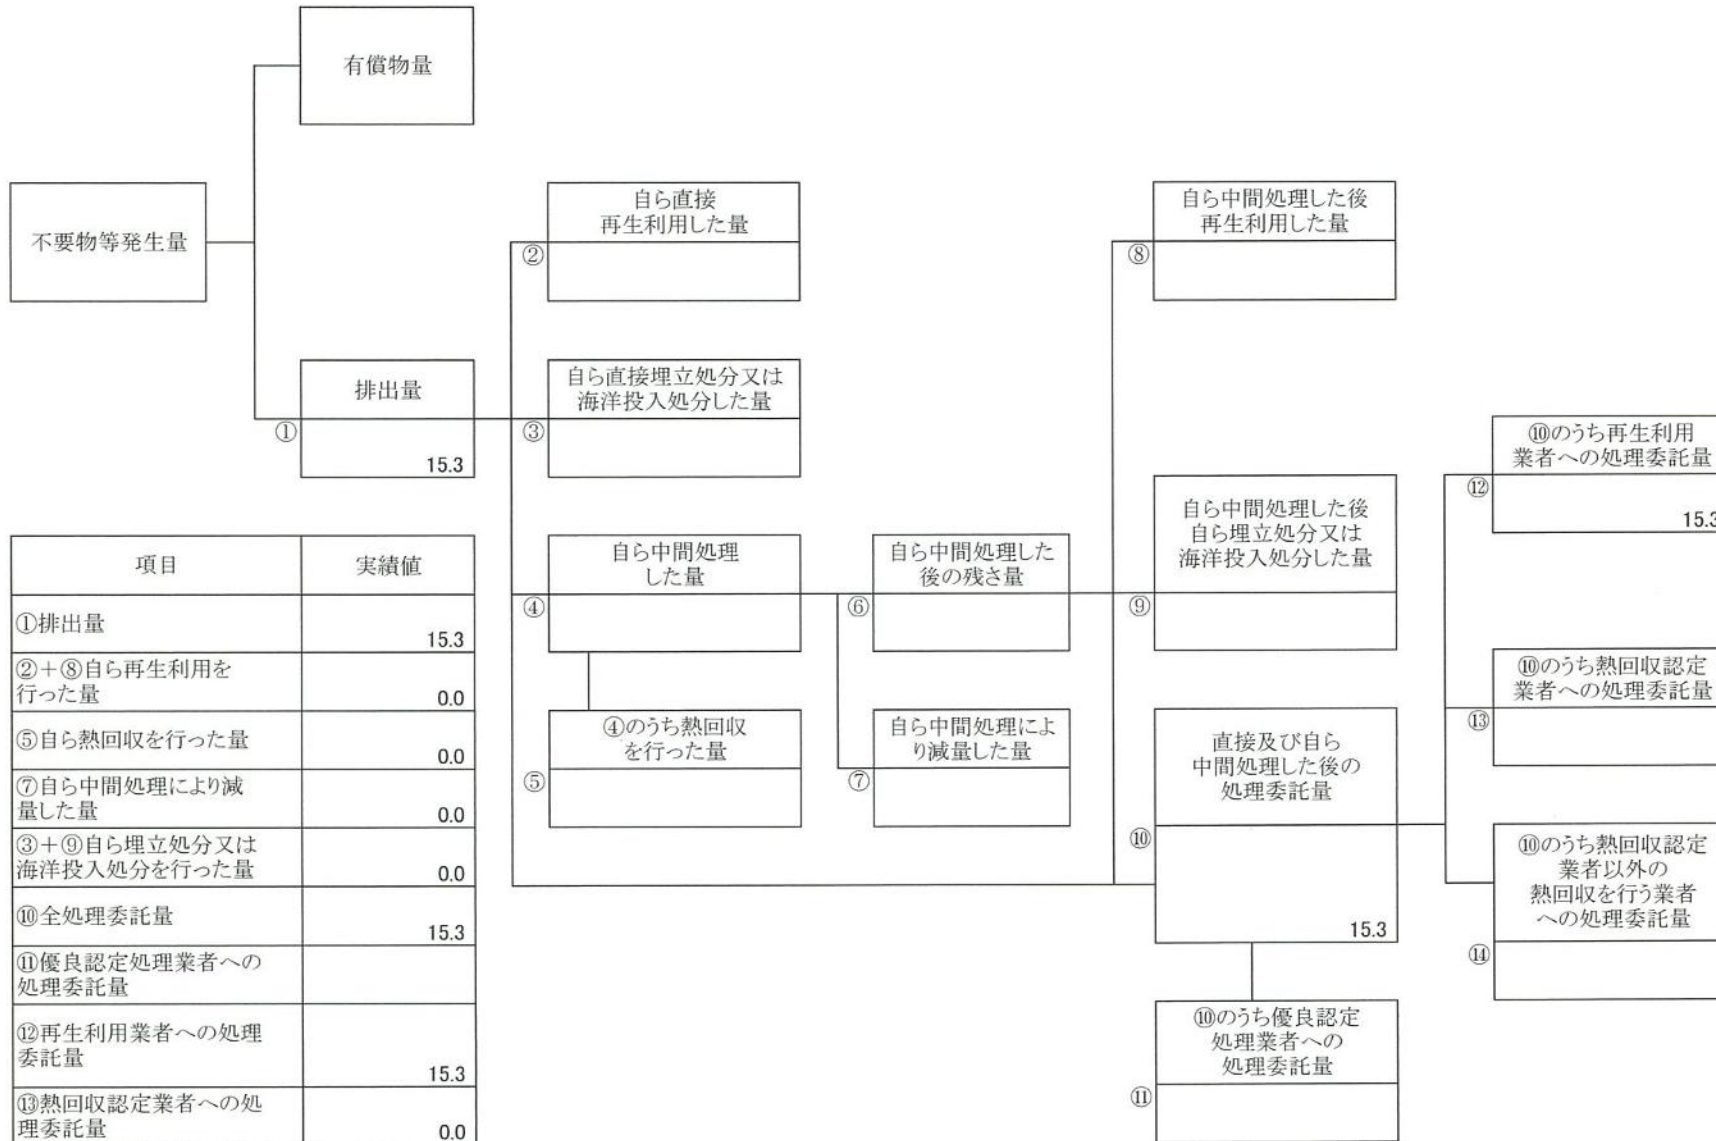 有償物量
不要物等発生量
排出量
①
15.3
自ら直接
再生利用した量
②
自ら直接埋立処分又は
海洋投入処分した量
③
自ら中間処理
した量
④
④のうち熱回収
を行った量
⑤
自ら中間処理した
後の残さ量
⑥
自ら中間処理によ
り減量した量
⑦
自ら中間処理した後
再生利用した量
⑧
自ら中間処理した後
自ら埋立処分又は
海洋投入処分した量
⑨
直接及び自ら
中間処理した後の
処理委託量
⑩
15.3
⑩のうち優良認定
処理業者への
処理委託量
⑪
⑩のうち再生利用
業者への処理委託量
⑫
15.3
⑩のうち熱回収認定
業者への処理委託量
⑬
⑩のうち熱回収認定
業者以外の
熱回収を行う業者
への処理委託量
⑭
項目 実績値
①排出量 15.3
②+⑧自ら再生利用を
行った量 0.0
⑤自ら熱回収を行った量 0.0
⑦自ら中間処理により減
量した量 0.0
③+⑨自ら埋立処分又は
海洋投入処分を行った量 0.0
⑩全処理委託量 15.3
⑪優良認定処理業者への
処理委託量
⑫再生利用業者への処理
委託量 15.3
⑬熱回収認定業者への処
理委託量 0.0